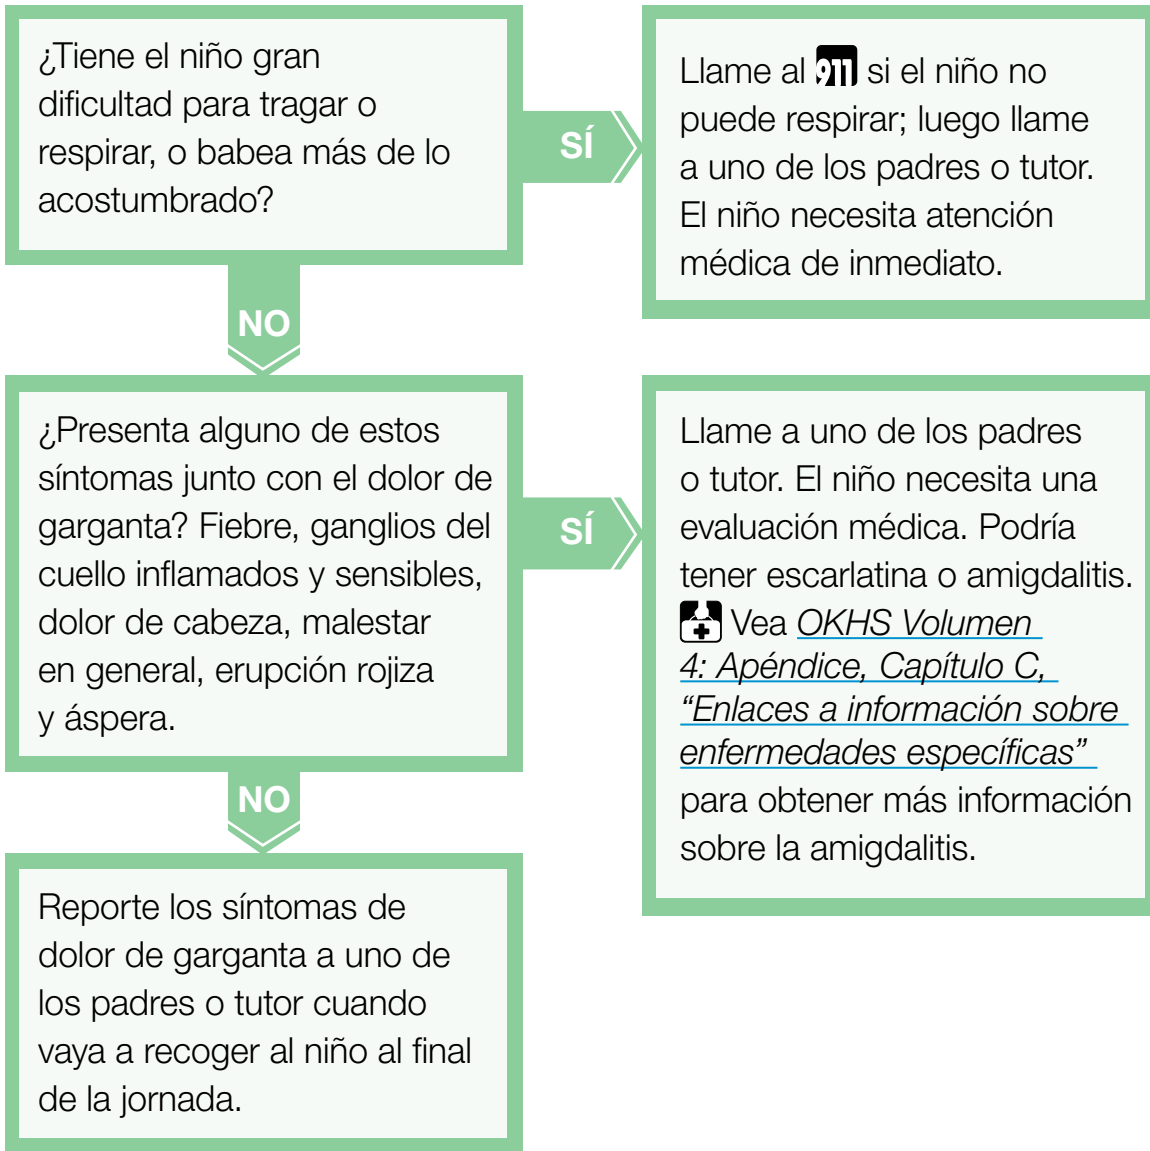 ¿Tiene el niño gran
dificultad para tragar o
respirar, o babea más de lo
acostumbrado?
SÍ
Llame al 911 si el niño no
puede respirar; luego llame
a uno de los padres o tutor.
El niño necesita atención
médica de inmediato.
NO
¿Presenta alguno de estos
síntomas junto con el dolor de
garganta? Fiebre, ganglios del
cuello inflamados y sensibles,
dolor de cabeza, malestar
en general, erupción rojiza
y áspera.
SÍ
Llame a uno de los padres
o tutor. El niño necesita una
evaluación médica. Podría
tener escarlatina o amigdalitis.
Vea OKHS Volumen
4: Apéndice, Capítulo C,
“Enlaces a información sobre
enfermedades específicas”
para obtener más información
sobre la amigdalitis.
NO
Reporte los síntomas de
dolor de garganta a uno de
los padres o tutor cuando
vaya a recoger al niño al final
de la jornada.